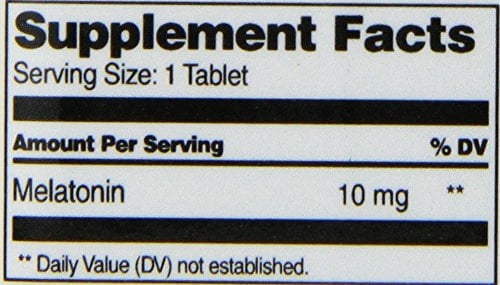 Supplement Facts
Serving Size: 1 Tablet
Amount Per Serving % DV
Melatonin 10 mg **
** Daily Value (DV) not established.